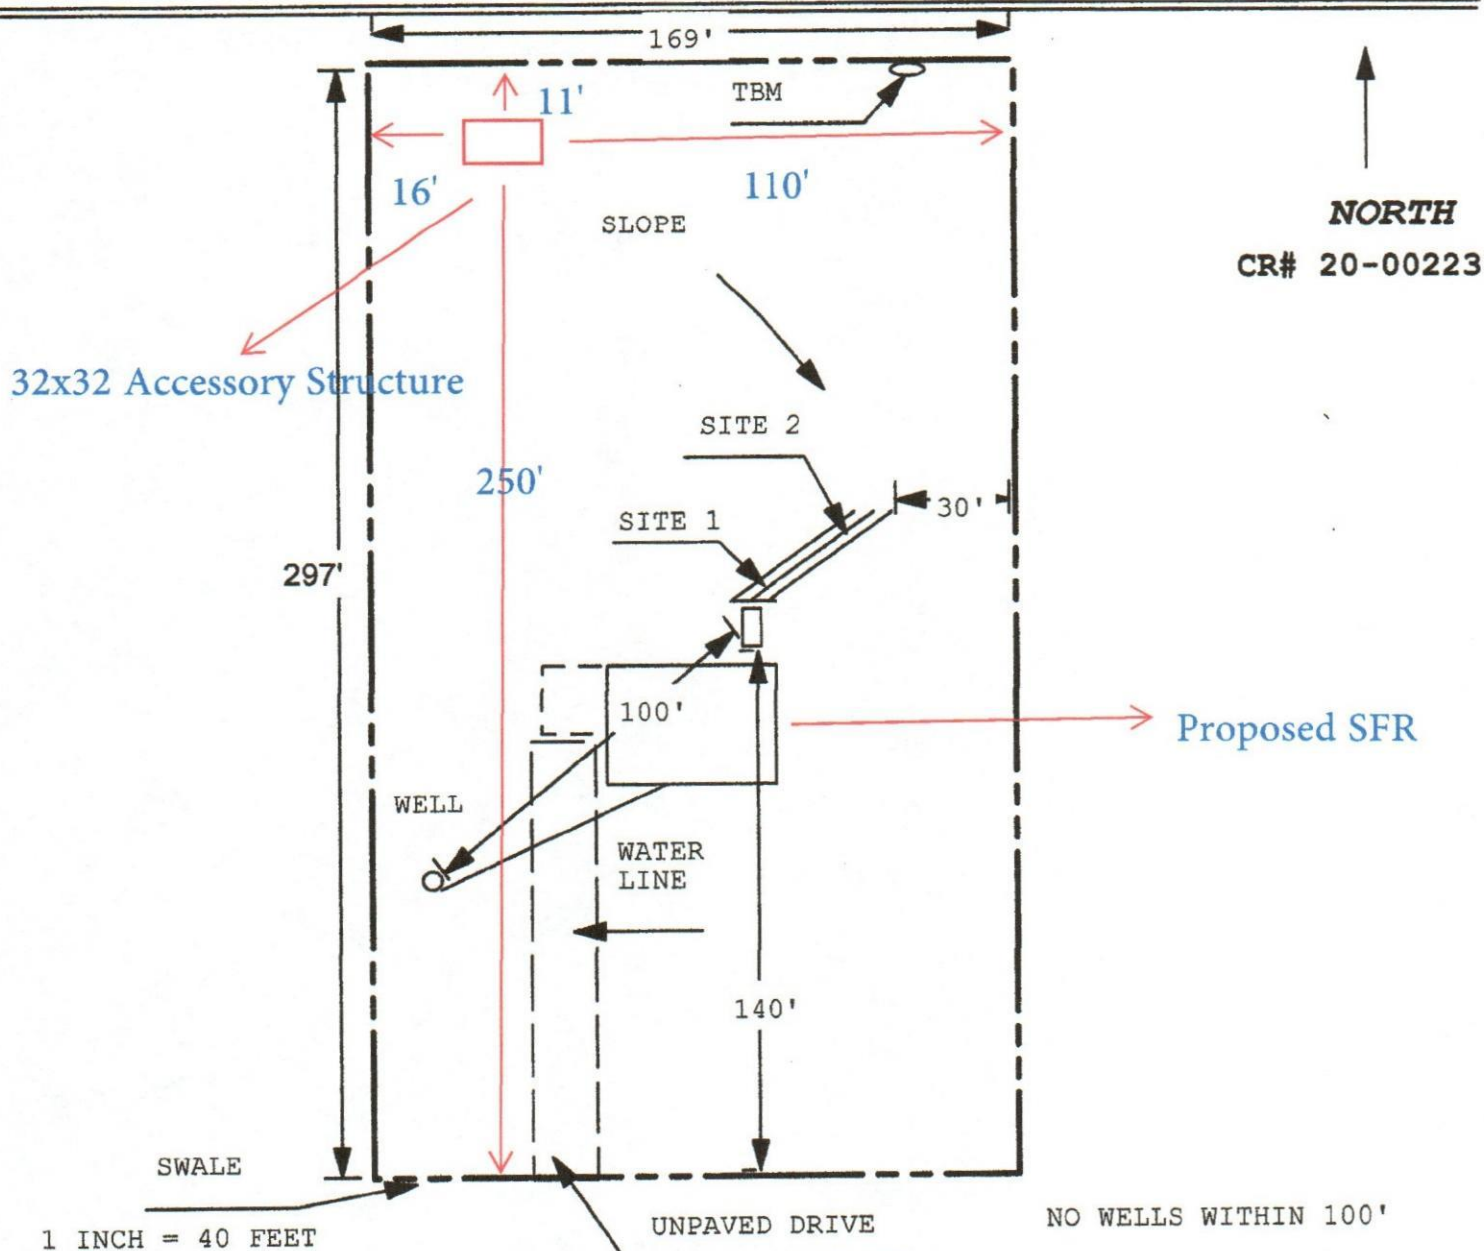 169'
TBM
11'
16'
110'
NORTH
CR# 20-00223
SLOPE
32x32 Accessory Structure
SITE 2
250'
30'
SITE 1
297'
100'
Proposed SFR
WELL
WATER
LINE
140'
SWALE
1 INCH = 40 FEET
UNPAVED DRIVE
NO WELLS WITHIN 100'